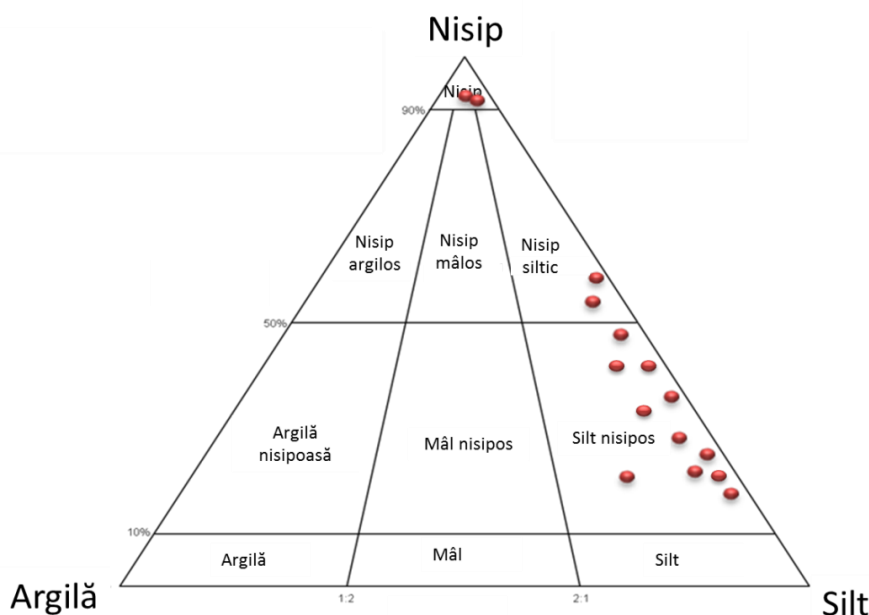 Nisip
Nisip
90%
Nisip
argilos
Nisip
mâlos
Nisip
siltic
50%
Argilă
nisipoasă
Mâl nisipos
Silt nisipos
10%
Argilă
Mâl
Silt
Argilă
1:2
2:1
Silt